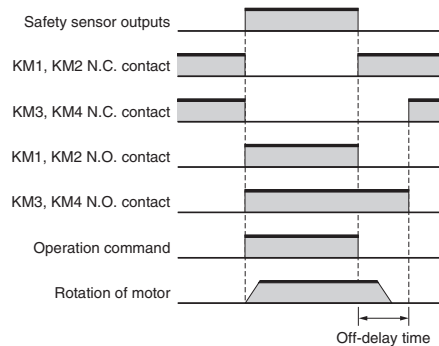 Safety sensor outputs
KM1, KM2 N.C. contact
KM3, KM4 N.C. contact
KM1, KM2 N.O. contact
KM3, KM4 N.O. contact
Operation command
Rotation of motor
Off-delay time